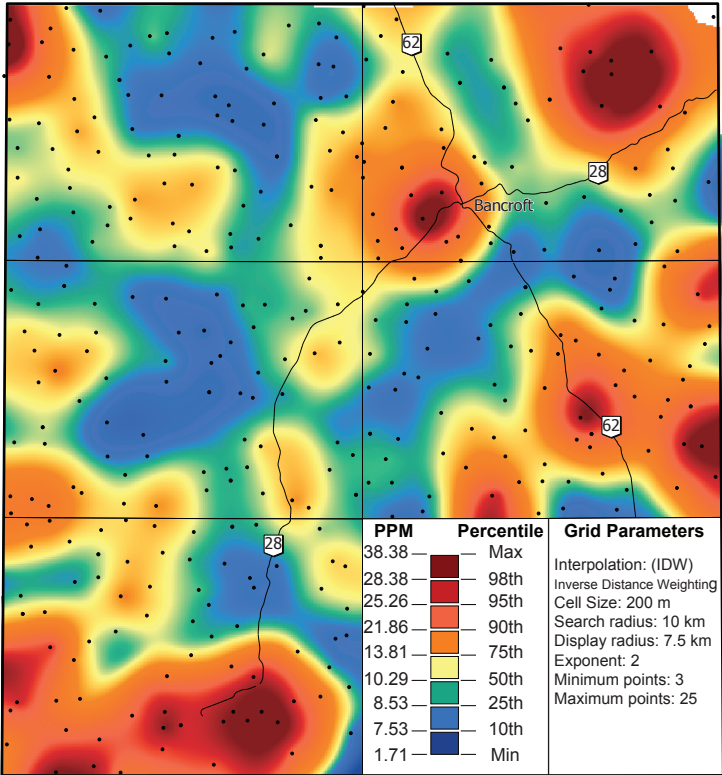 62
28
Bancroft
62
28
PPM Percentile Grid Parameters
38.38 Max
28.38 98th
25.26 95th
21.86 90th
13.81 75th
10.29 50th
8.53 25th
7.53 10th
1.71 Min
Interpolation: (IDW)
Inverse Distance Weighting
Cell Size: 200 m
Search radius: 10 km
Display radius: 7.5 km
Exponent: 2
Minimum points: 3
Maximum points: 25